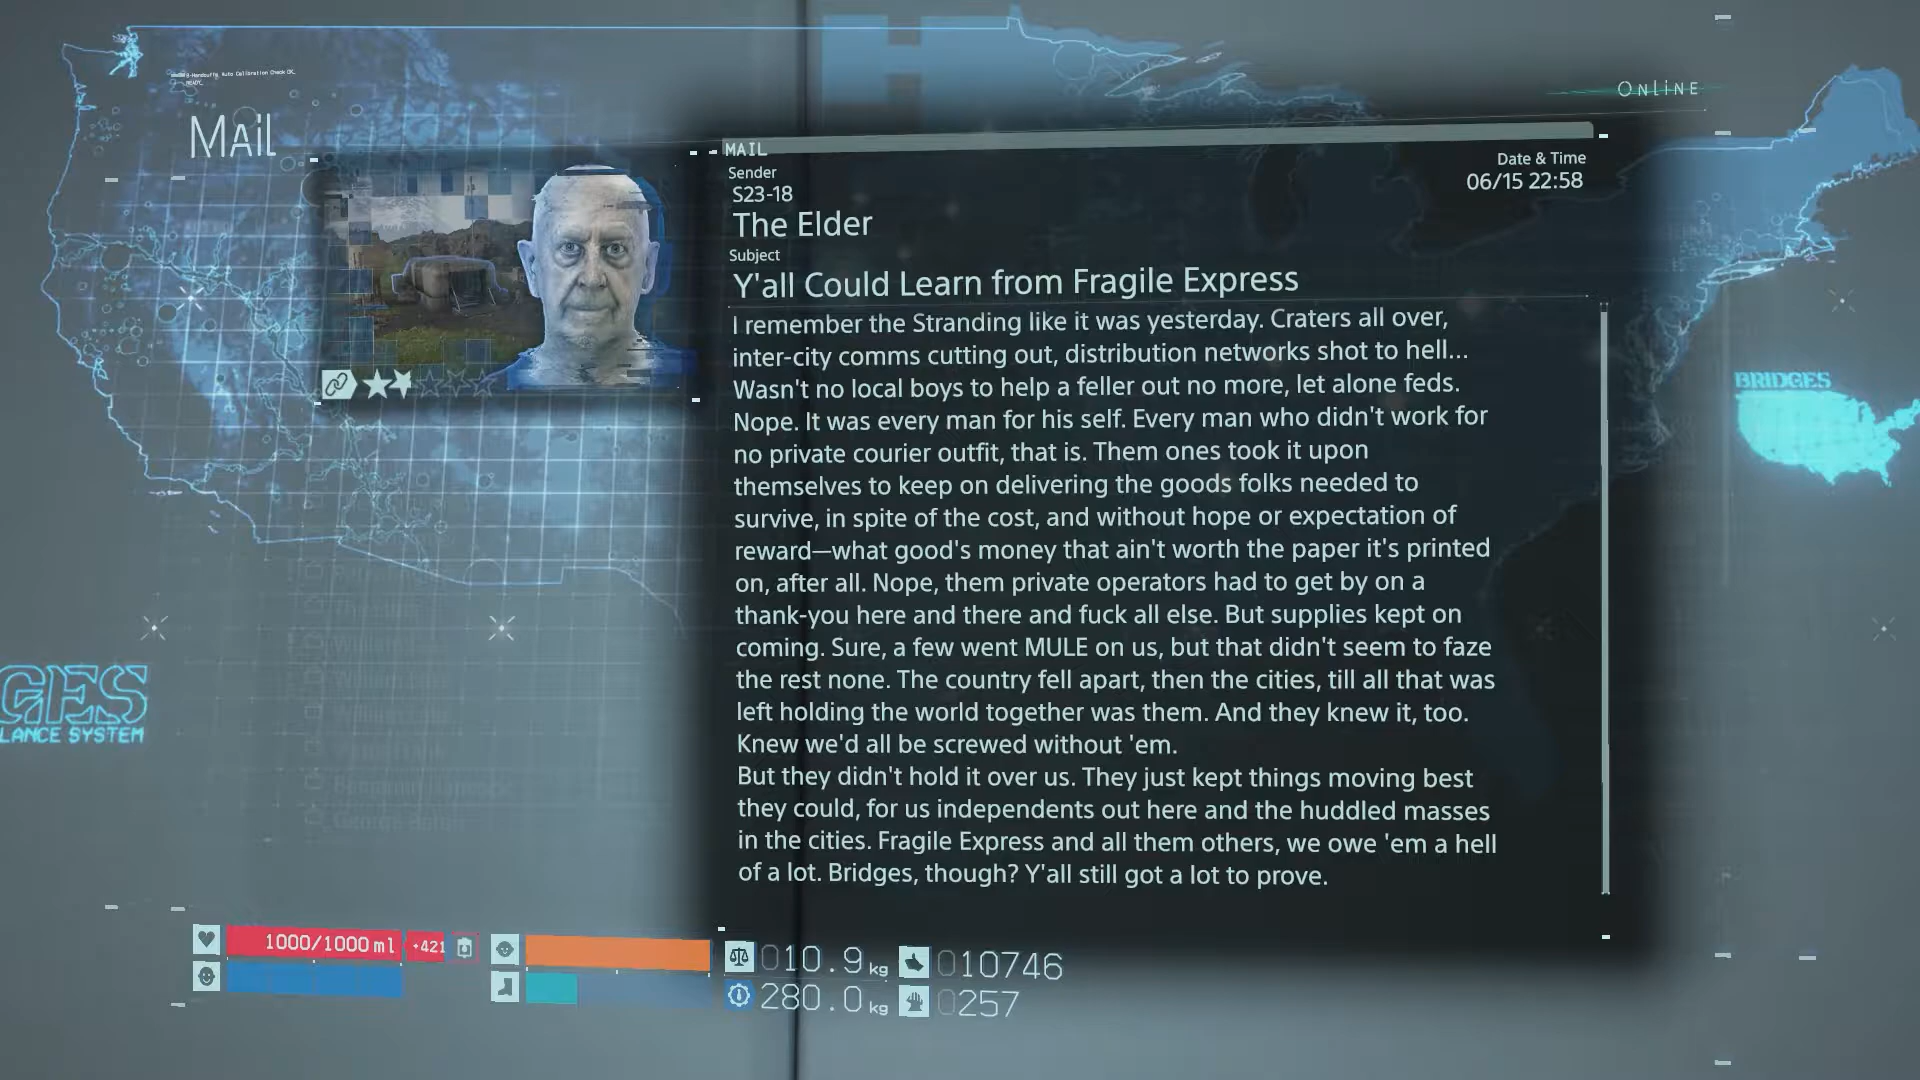 ONLINE
MAIL
MAIL
Sender
Date & Time
S23-18
06/15 22:58
The Elder
Subject
Y'all Could Learn from Fragile Express
I remember the Stranding like it was yesterday. Craters all over,
inter-city comms cutting out, distribution networks shot to hell...
Wasn't no local boys to help a feller out no more, let alone feds.
Nope. It was every man for his self. Every man who didn't work for
no private courier outfit, that is. Them ones took it upon
themselves to keep on delivering the goods folks needed to
survive, in spite of the cost, and without hope or expectation of
reward—what good's money that ain't worth the paper it's printed
on, after all. Nope, them private operators had to get by on a
thank-you here and there and fuck all else. But supplies kept on
coming. Sure, a few went MULE on us, but that didn't seem to faze
the rest none. The country fell apart, then the cities, till all that was
left holding the world together was them. And they knew it, too.
Knew we'd all be screwed without 'em.
But they didn't hold it over us. They just kept things moving best
they could, for us independents out here and the huddled masses
in the cities. Fragile Express and all them others, we owe 'em a hell
of a lot. Bridges, though? Y'all still got a lot to prove.
BRIDGES
GES
LANCE SYSTEM
Benjamin Hancock
1000/1000 ml
+421
010.9 kg
010746
280.0 kg
0257